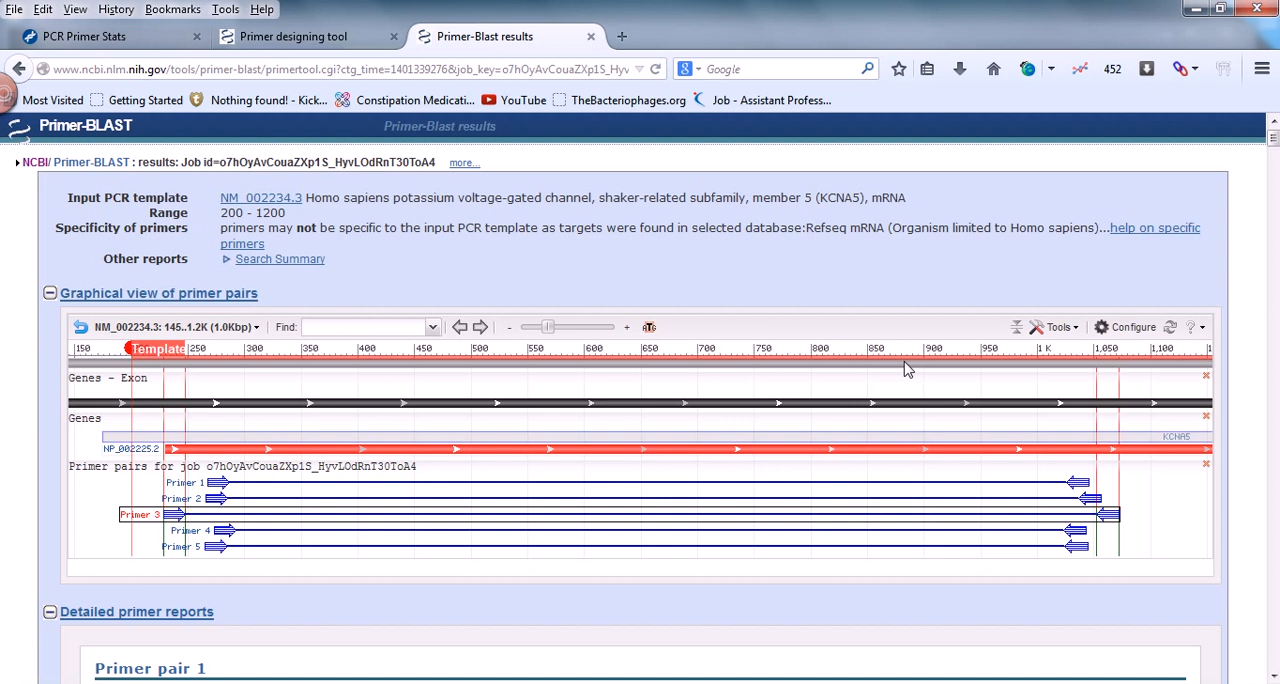 File Edit View History Bookmarks Tools Help
PCR Primer Stats × Primer designing tool × Primer-Blast results × +
www.ncbi.nlm.nih.gov/tools/primer-blast/primertool.cgi?ctg_time=1401339276&job_key=o7hOyAvCouaZXp1S_HyvL Google 452
Most Visited Getting Started Nothing found! - Kick... Constipation Medicati... YouTube TheBacteriophages.org Job - Assistant Profess...
Primer-BLAST Primer-Blast results
NCBI/ Primer-BLAST : results: Job id=o7hOyAvCouaZXp1S_HyvLOdRnT30ToA4 more...
Input PCR template NM_002234.3 Homo sapiens potassium voltage-gated channel, shaker-related subfamily, member 5 (KCNA5), mRNA
Range 200 - 1200
Specificity of primers primers may not be specific to the input PCR template as targets were found in selected database:Refseq mRNA (Organism limited to Homo sapiens)...help on specific
primers
Other reports Search Summary
Graphical view of primer pairs
NM_002234.3: 145..1.2K (1.0Kbp) Find: - + ATG Tools Configure ?
150 Template 250 300 350 400 450 500 550 600 650 700 750 800 850 900 950 1 K 1,050 1,100 1
Genes - Exon x
Genes x
KCNA5
NP_002225.2
Primer pairs for job o7hOyAvCouaZXp1S_HyvLOdRnT30ToA4 x
Primer 1
Primer 2
Primer 3
Primer 4
Primer 5
Detailed primer reports
Primer pair 1